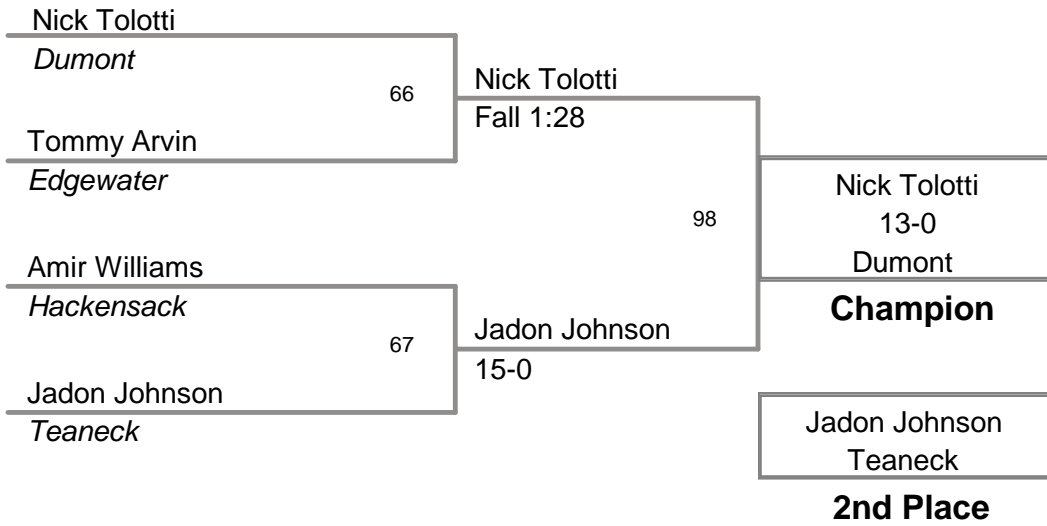 Nick Tolotti
Dumont
66
Tommy Arvin
Edgewater
Amir Williams
Hackensack
67
Jadon Johnson
Teaneck
Nick Tolotti
Fall 1:28
98
Jadon Johnson
15-0
Nick Tolotti
13-0
Dumont
Champion
Jadon Johnson
Teaneck
2nd Place